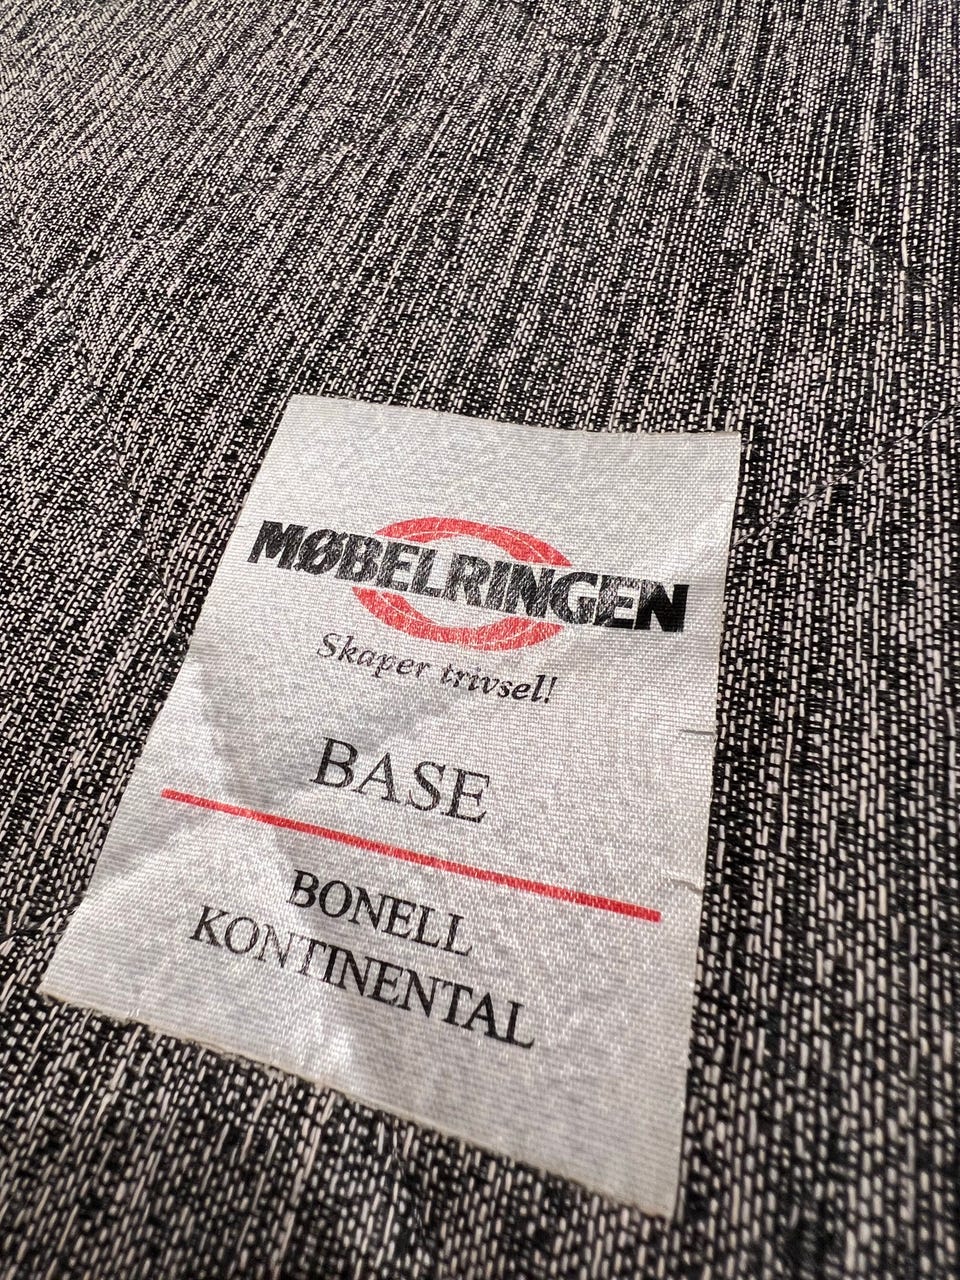 MØBELRINGEN
Skaper trivsel!
BASE
BONELL
KONTINENTAL